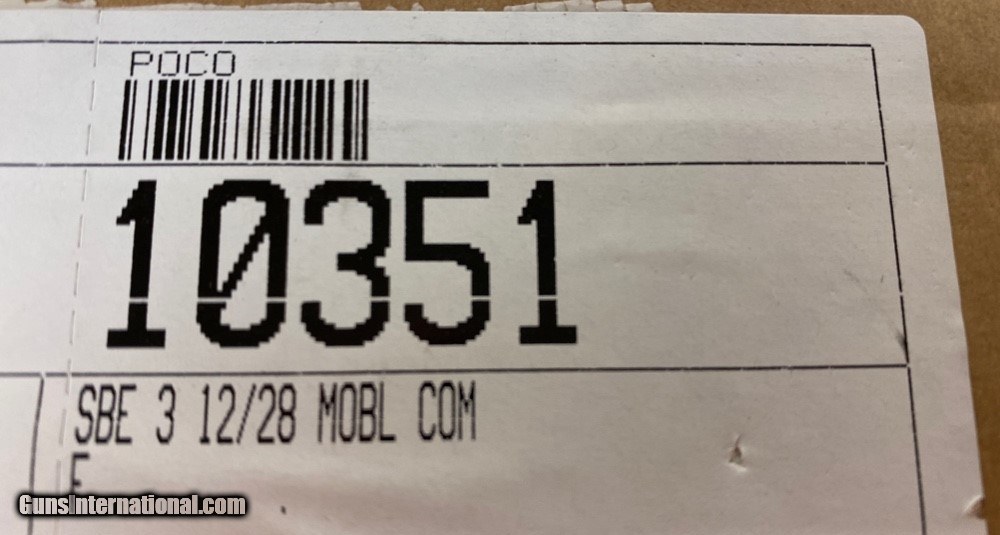 POCO
10351
SBE 3 12/28 MOBL COM
GunsInternational.com